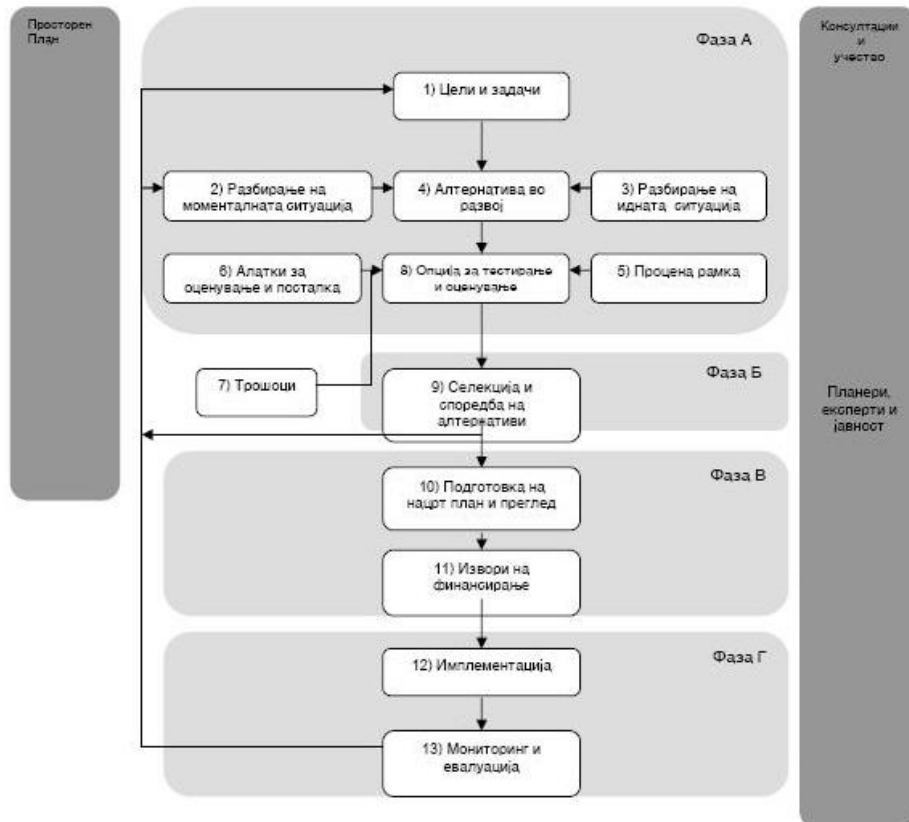 Просторен
План
Консултации
и
учество
Фаза А
1) Цели и задачи
2) Разбирање на
моменталната ситуација
4) Алтернатива во
развој
3) Разбирање на
идната ситуација
6) Алатки за
оценување и посталка
8) Опција за тестирање
и оценување
5) Процена рамка
Фаза Б
7) Трошоци
9) Селекција и
споредба на
алтернативи
Планери,
експерти и
јавност
Фаза В
10) Подготовка на
нацрт план и преглед
11) Извори на
финансирање
Фаза Г
12) Имплементација
13) Мониторинг и
евалуација